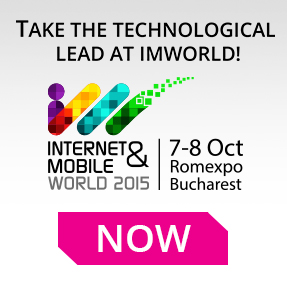 TAKE THE TECHNOLOGICAL
LEAD AT IMWORLD!
INTERNET &
MOBILE
WORLD 2015
7-8 Oct
Romexpo
Bucharest
NOW